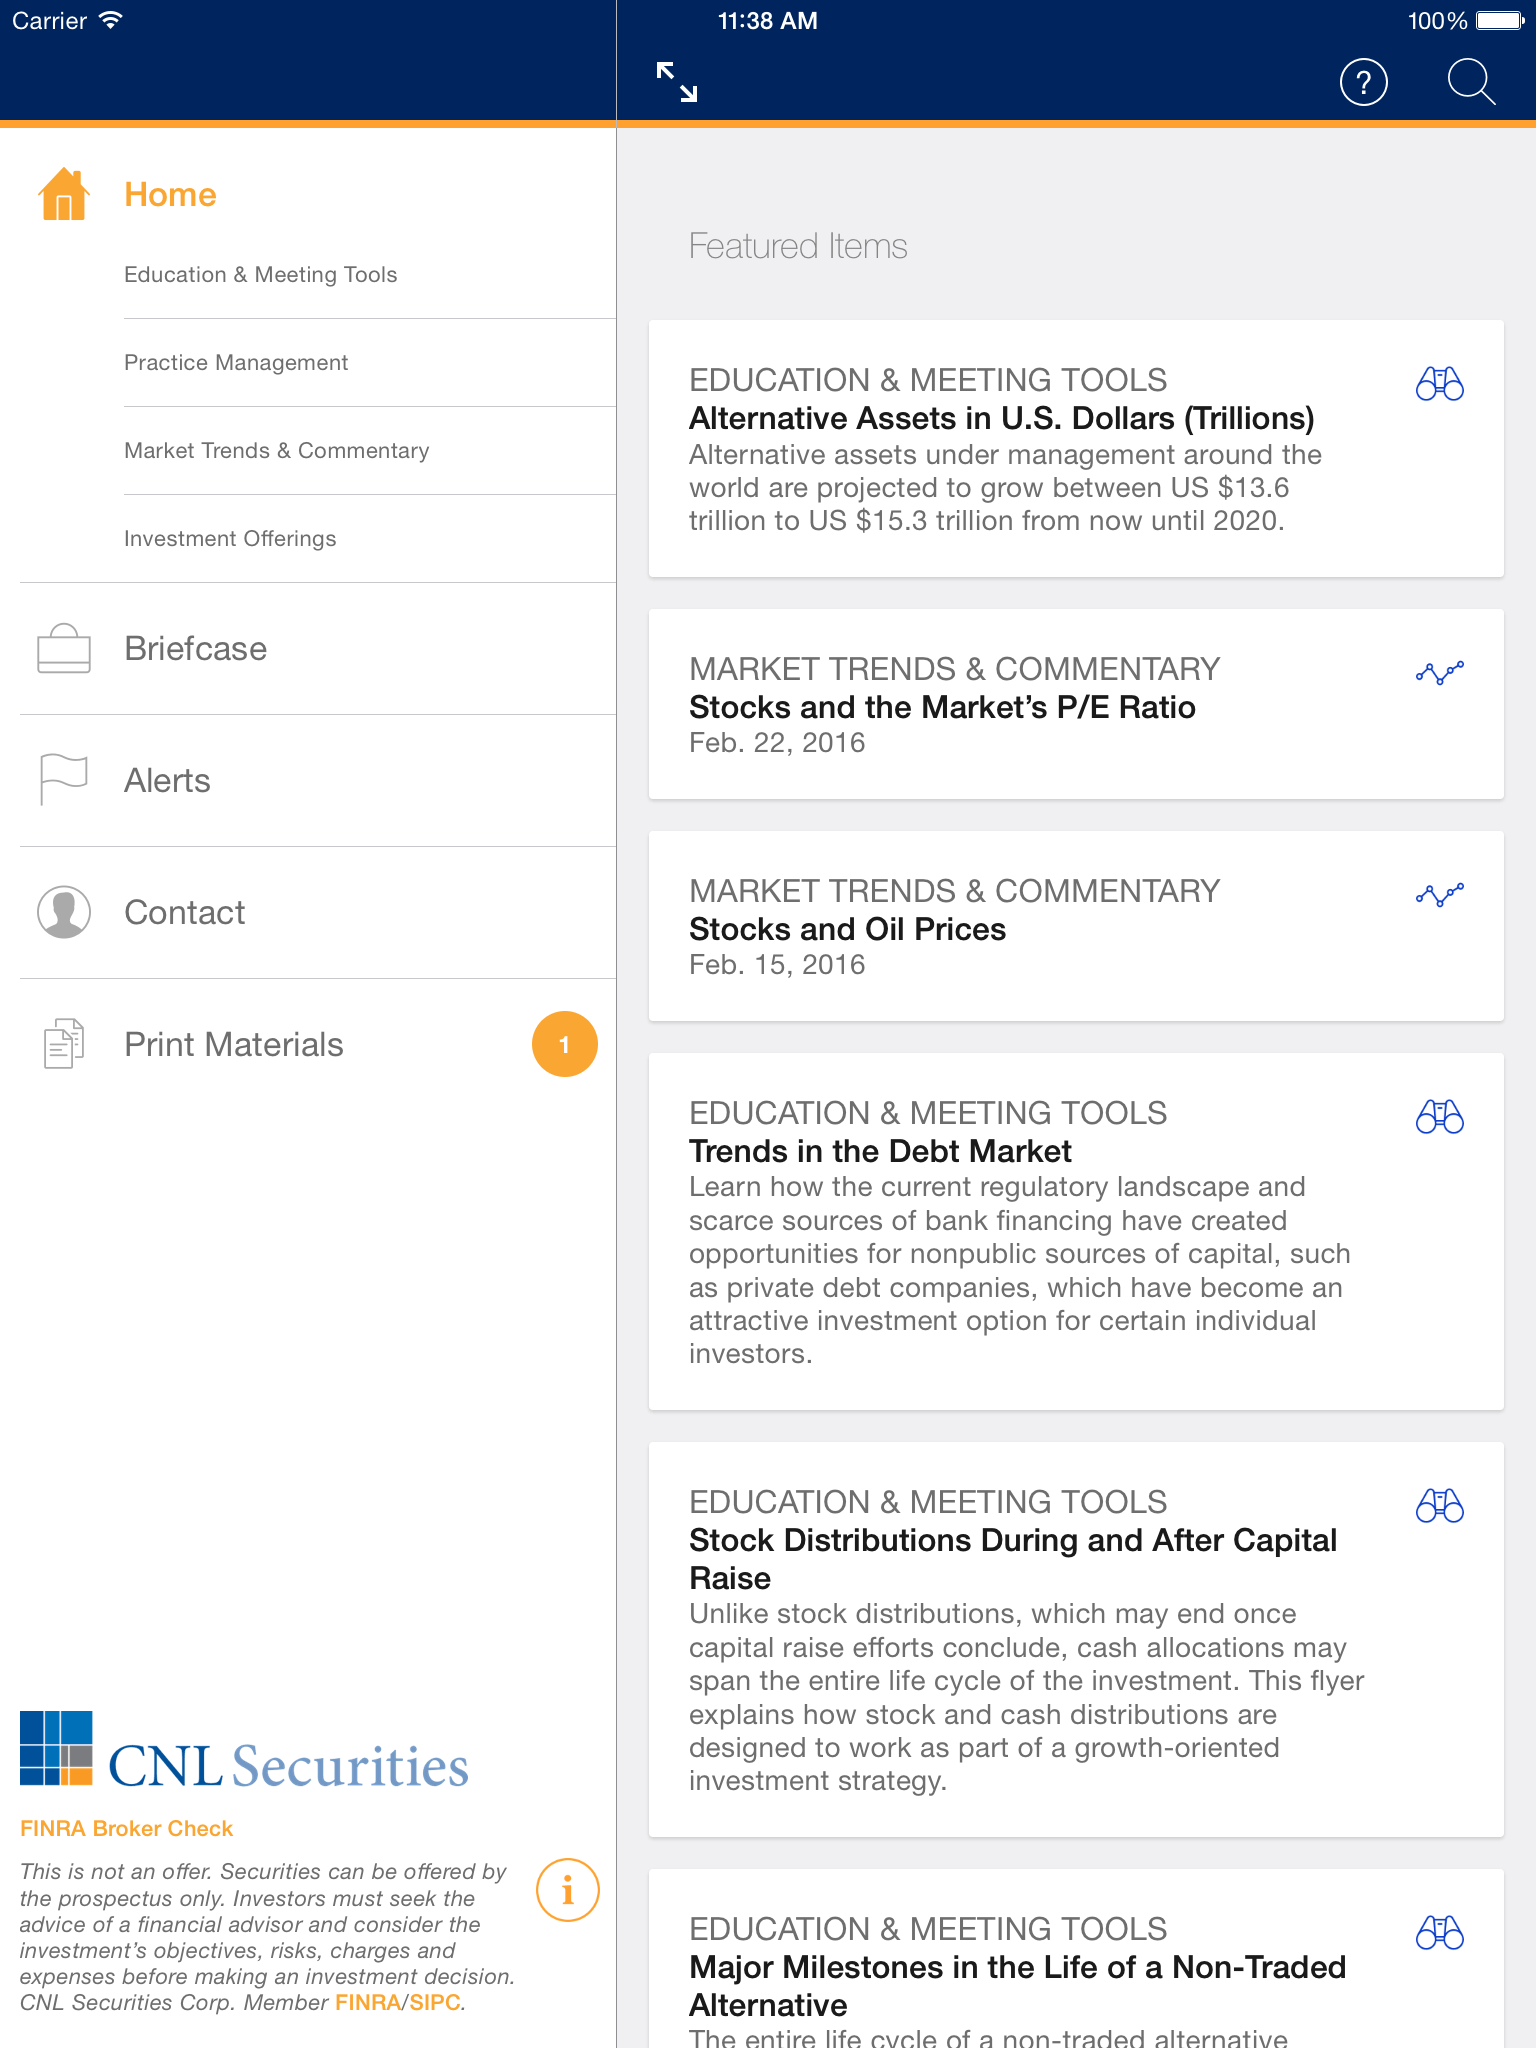 Carrier
11:38 AM
100%
?
Home
Education & Meeting Tools
Practice Management
Market Trends & Commentary
Investment Offerings
Briefcase
Alerts
Contact
Print Materials
1
CNL Securities
FINRA Broker Check
This is not an offer. Securities can be offered by
the prospectus only. Investors must seek the
advice of a financial advisor and consider the
investment’s objectives, risks, charges and
expenses before making an investment decision.
CNL Securities Corp. Member FINRA/SIPC.
i
Featured Items
EDUCATION & MEETING TOOLS
Alternative Assets in U.S. Dollars (Trillions)
Alternative assets under management around the
world are projected to grow between US $13.6
trillion to US $15.3 trillion from now until 2020.
MARKET TRENDS & COMMENTARY
Stocks and the Market’s P/E Ratio
Feb. 22, 2016
MARKET TRENDS & COMMENTARY
Stocks and Oil Prices
Feb. 15, 2016
EDUCATION & MEETING TOOLS
Trends in the Debt Market
Learn how the current regulatory landscape and
scarce sources of bank financing have created
opportunities for nonpublic sources of capital, such
as private debt companies, which have become an
attractive investment option for certain individual
investors.
EDUCATION & MEETING TOOLS
Stock Distributions During and After Capital
Raise
Unlike stock distributions, which may end once
capital raise efforts conclude, cash allocations may
span the entire life cycle of the investment. This flyer
explains how stock and cash distributions are
designed to work as part of a growth-oriented
investment strategy.
EDUCATION & MEETING TOOLS
Major Milestones in the Life of a Non-Traded
Alternative
The entire life cycle of a non-traded alternative